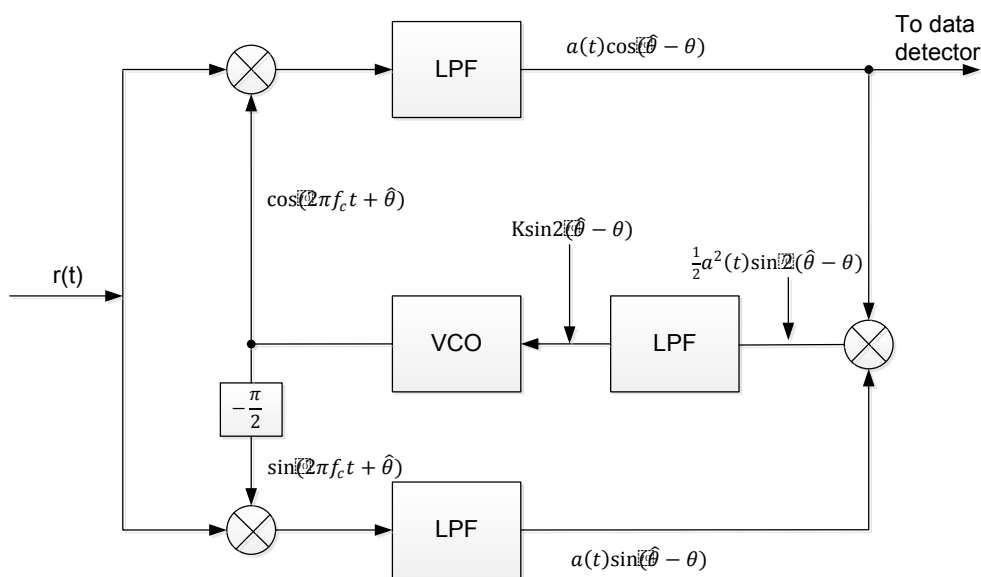 To data
detector
LPF
a(t)cos(θ̂ − θ)
cos(2πf_c t + θ̂)
Ksin2(θ̂ − θ)
½a²(t)sin2(θ̂ − θ)
r(t)
VCO
LPF
−π/2
sin(2πf_c t + θ̂)
LPF
a(t)sin(θ̂ − θ)